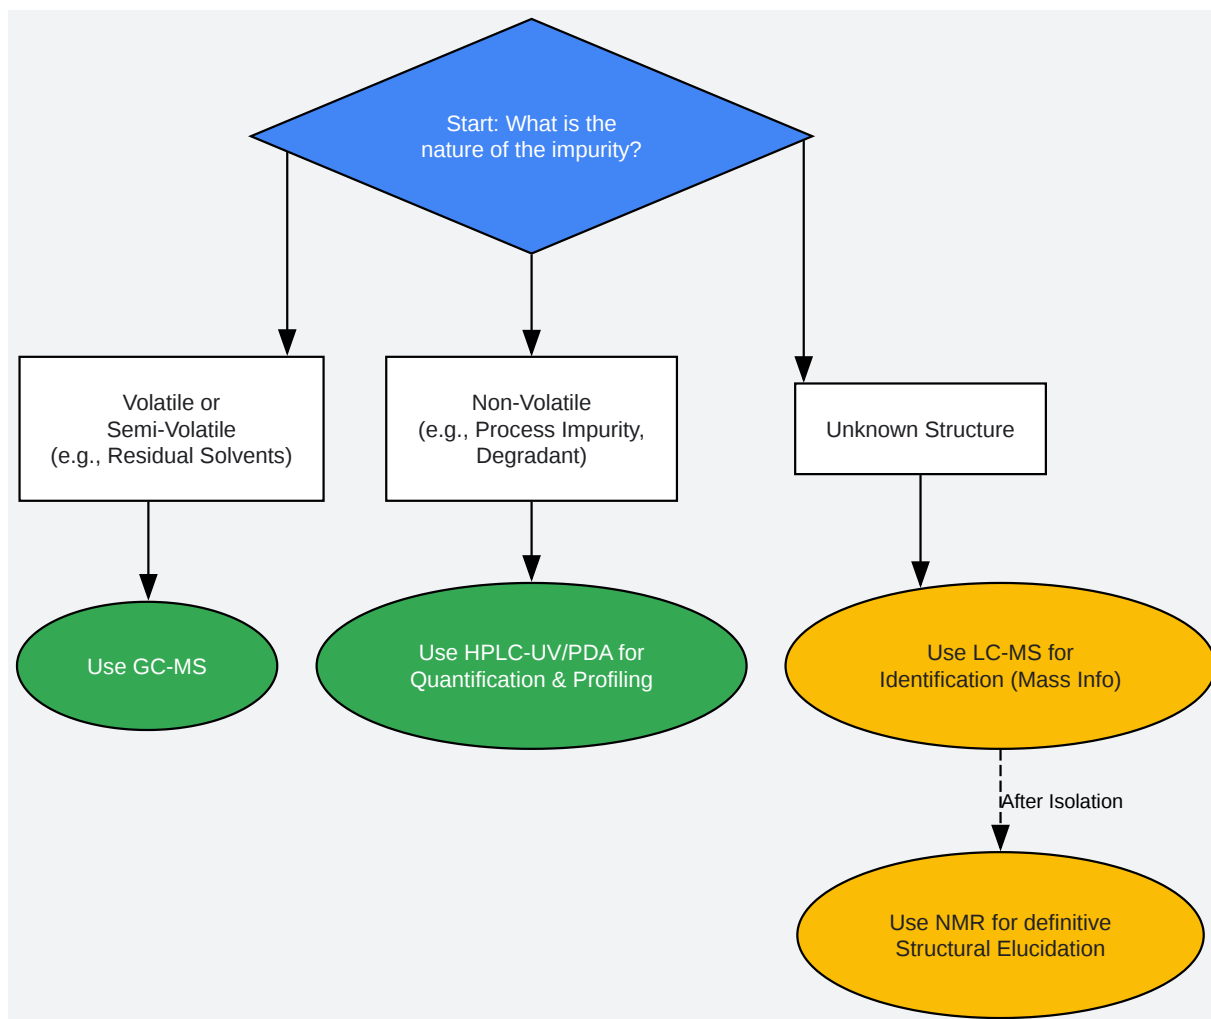 Start: What is the
nature of the impurity?
Volatile or
Semi-Volatile
(e.g., Residual Solvents)
Non-Volatile
(e.g., Process Impurity,
Degradant)
Unknown Structure
Use GC-MS
Use HPLC-UV/PDA for
Quantification & Profiling
Use LC-MS for
Identification (Mass Info)
After Isolation
Use NMR for definitive
Structural Elucidation